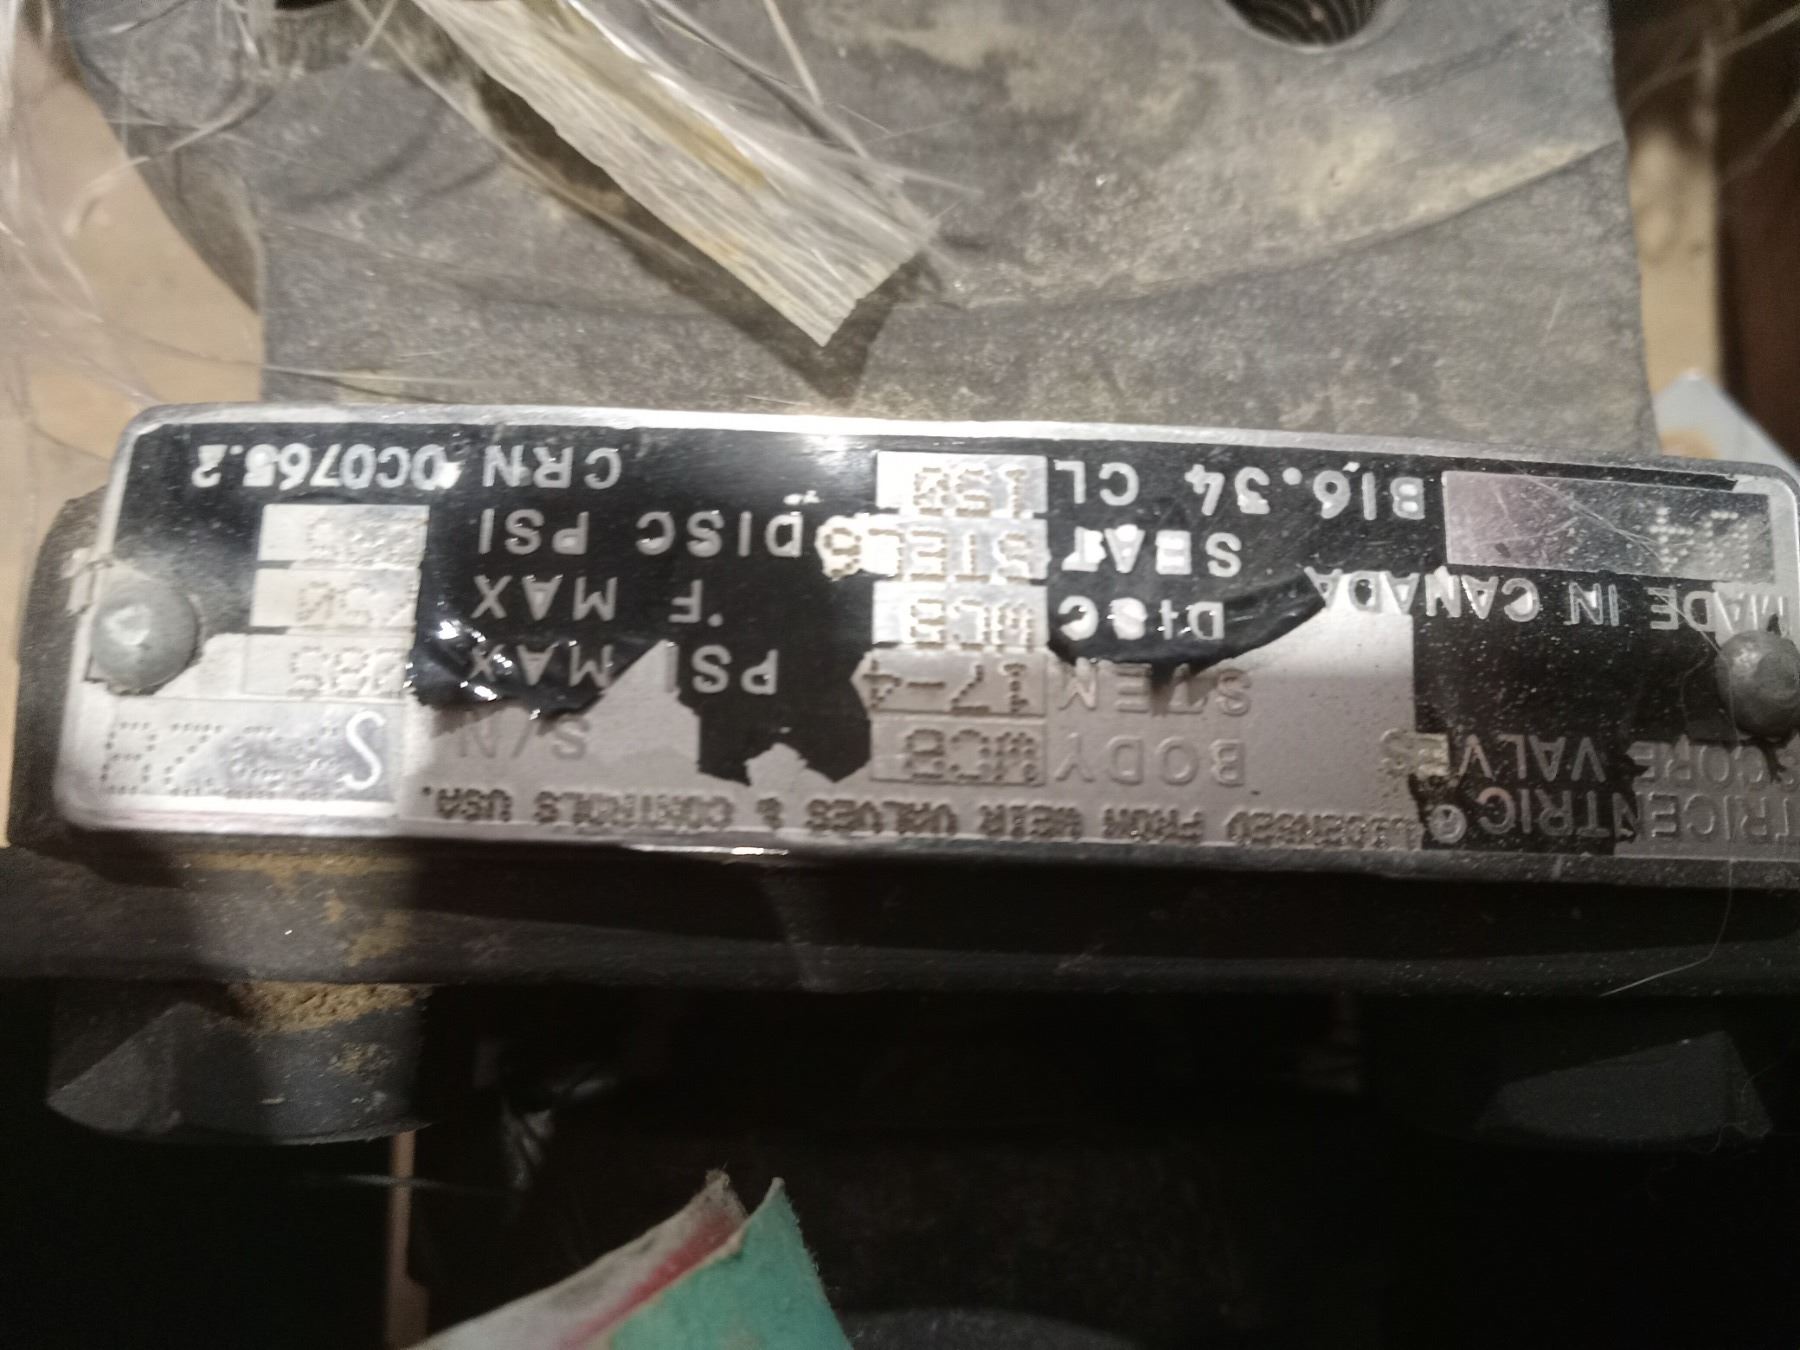 TRICENTRIC® LICENSED FROM WEIR VALVES & CONTROLS USA.
SCORE VALVES
BODY WCB S/N
STEM 17-4 PSI MAX 285
MADE IN CANADA
DISC WCB °F MAX
SEAT DISC PSI
B16.34 CL 150 CRN 0C0765.2